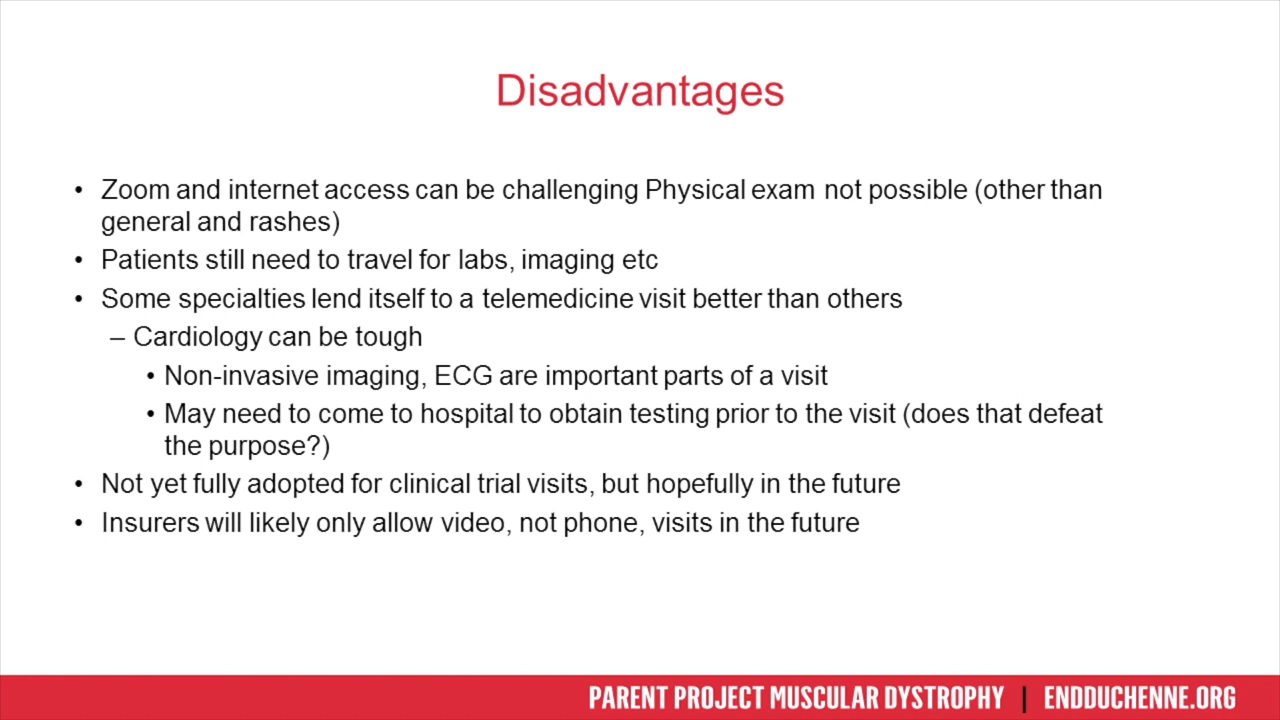 Disadvantages
• Zoom and internet access can be challenging Physical exam not possible (other than
general and rashes)
• Patients still need to travel for labs, imaging etc
• Some specialties lend itself to a telemedicine visit better than others
– Cardiology can be tough
• Non-invasive imaging, ECG are important parts of a visit
• May need to come to hospital to obtain testing prior to the visit (does that defeat
the purpose?)
• Not yet fully adopted for clinical trial visits, but hopefully in the future
• Insurers will likely only allow video, not phone, visits in the future
PARENT PROJECT MUSCULAR DYSTROPHY | ENDDUCHENNE.ORG